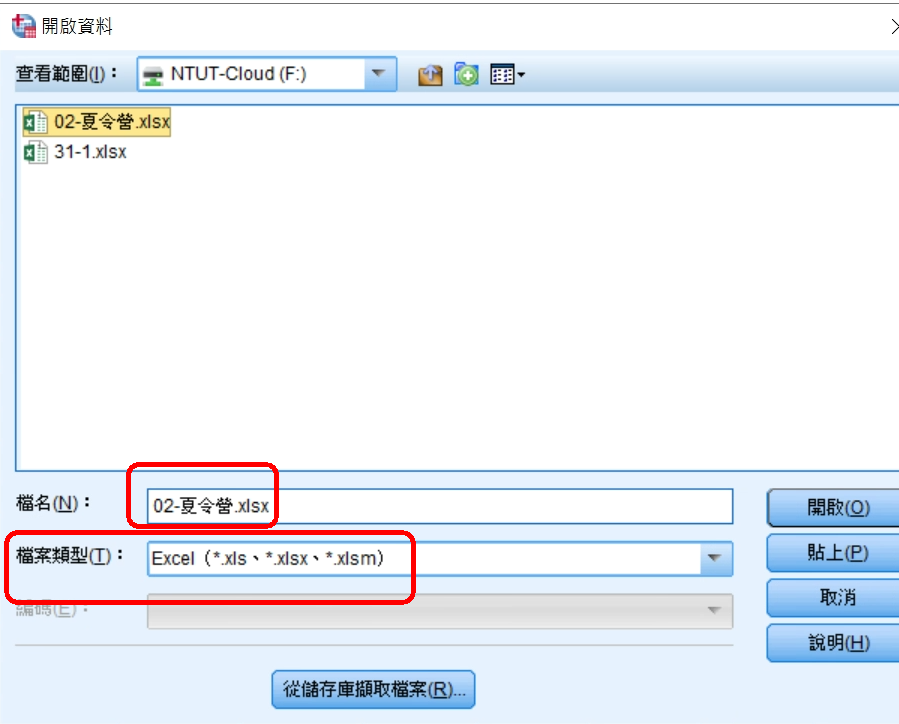 開啟資料
查看範圍(I)：
NTUT-Cloud (F:)
02-夏令營.xlsx
31-1.xlsx
檔名(N)：
02-夏令營.xlsx
開啟(O)
檔案類型(T)：
Excel（*.xls、*.xlsx、*.xlsm）
貼上(P)
編碼(E)：
取消
說明(H)
從儲存庫擷取檔案(R)...